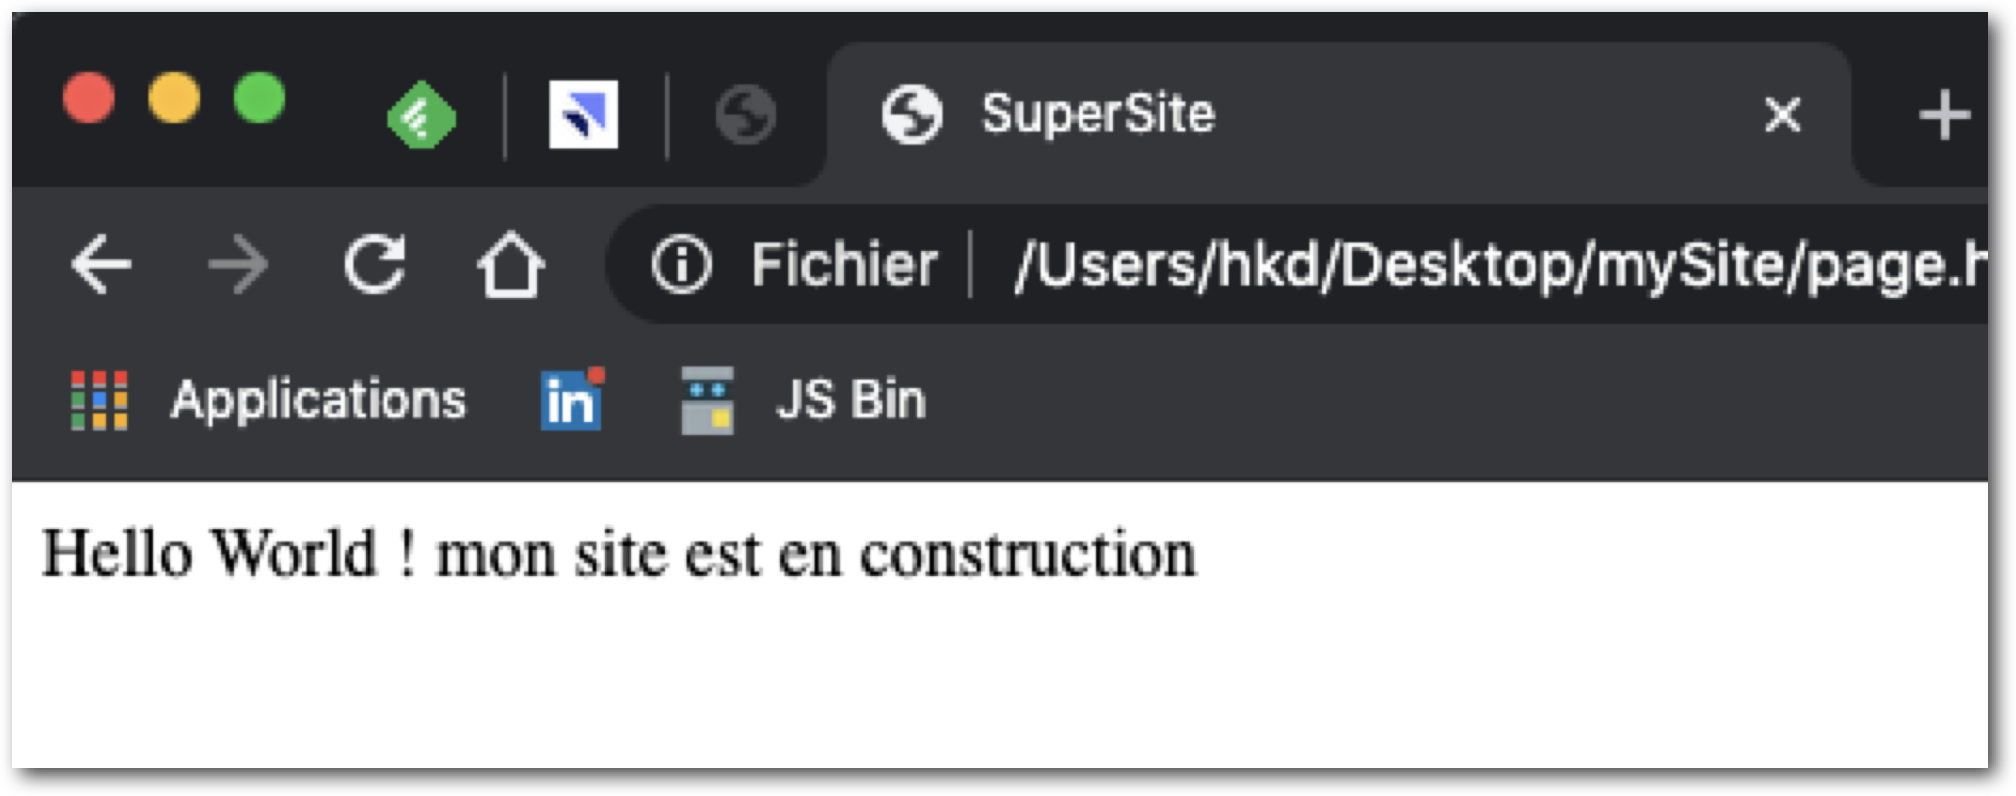 SuperSite
Fichier /Users/hkd/Desktop/mySite/page.h
Applications in JS Bin
Hello World ! mon site est en construction